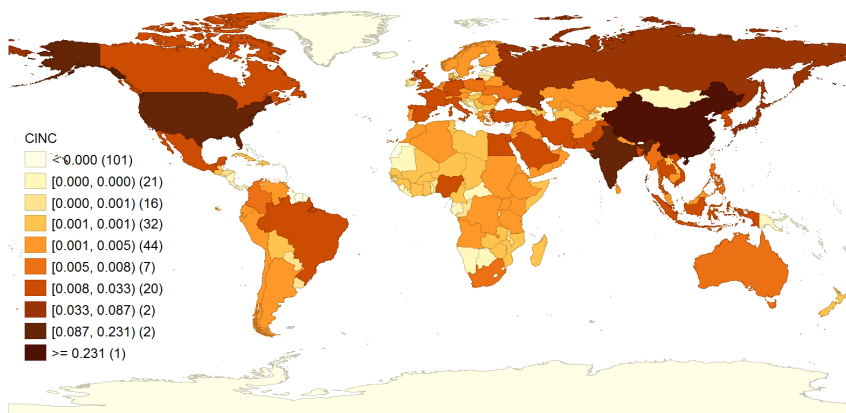 CINC
< 0.000 (101)
[0.000, 0.000) (21)
[0.000, 0.001) (16)
[0.001, 0.001) (32)
[0.001, 0.005) (44)
[0.005, 0.008) (7)
[0.008, 0.033) (20)
[0.033, 0.087) (2)
[0.087, 0.231) (2)
>= 0.231 (1)